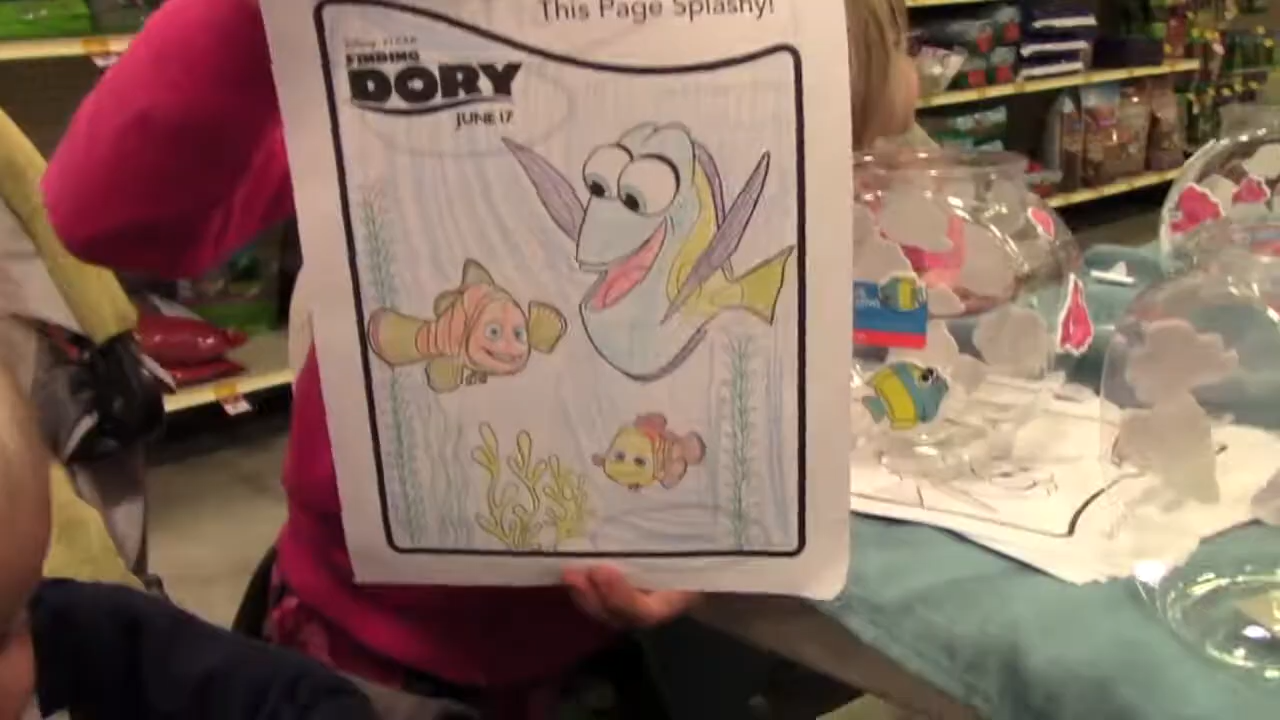 This Page Splashy!
Disney·PIXAR
FINDING
DORY
JUNE 17